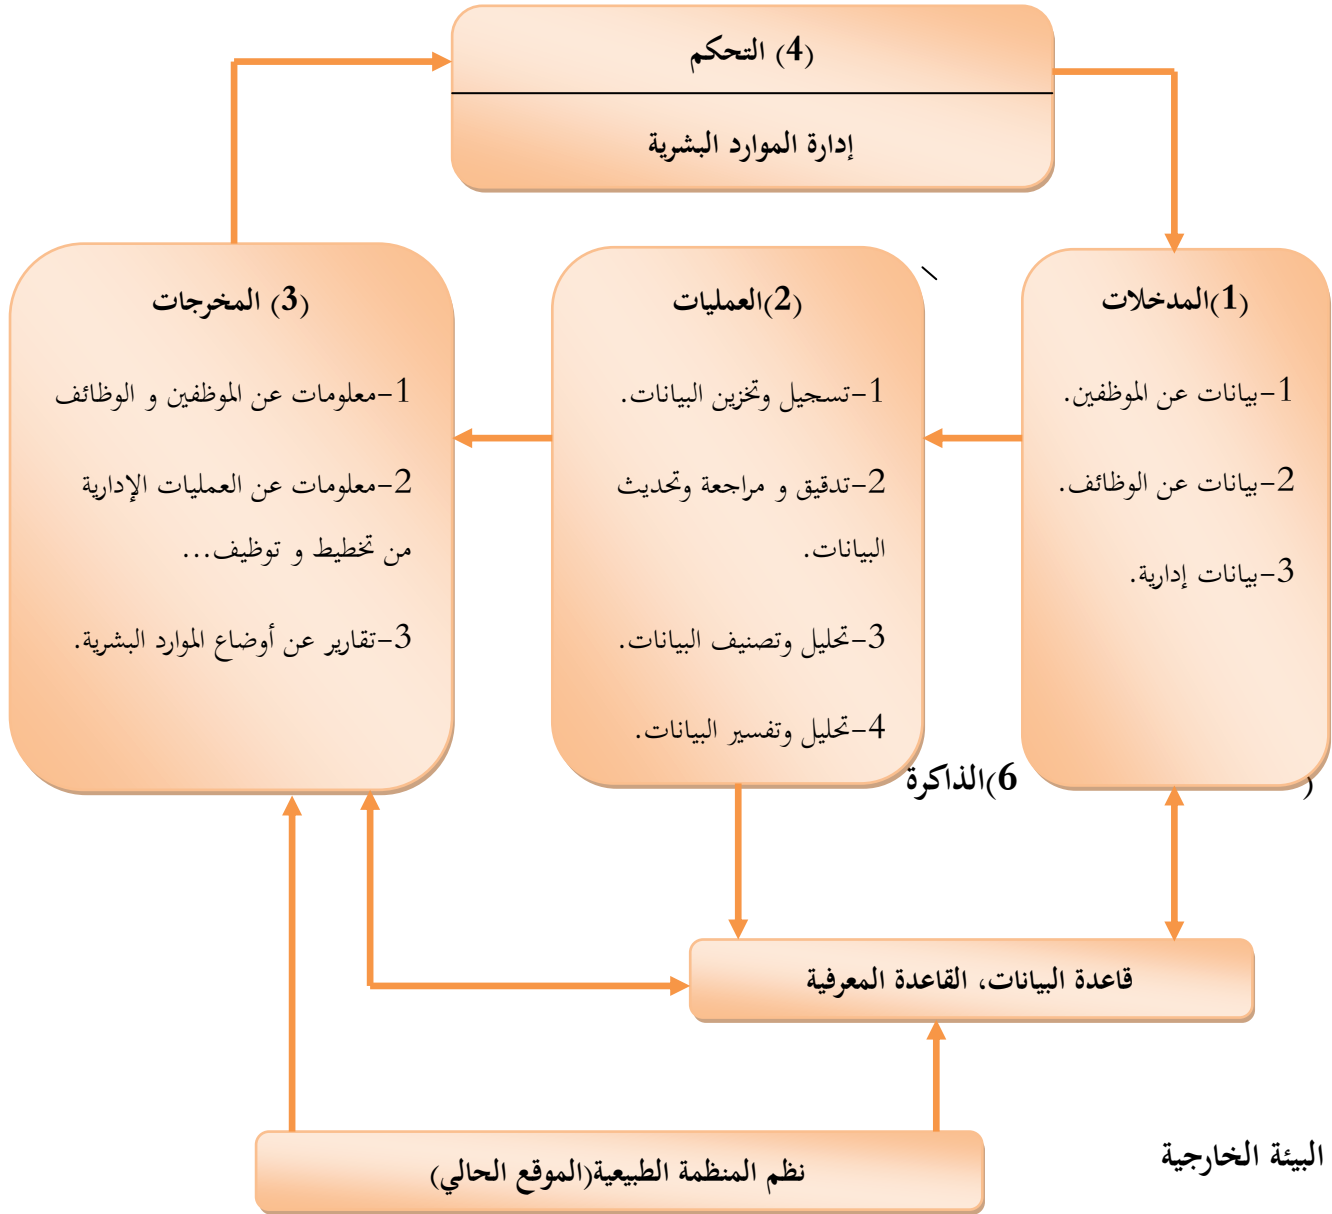 (4) التحكم
إدارة الموارد البشرية
(1)المدخلات
1-بيانات عن الموظفين.
2-بيانات عن الوظائف.
3-بيانات إدارية.
(2)العمليات
1-تسجيل وتخزين البيانات.
2-تدقيق و مراجعة وتحديث
البيانات.
3-تحليل وتصنيف البيانات.
4-تحليل وتفسير البيانات.
(3) المخرجات
1-معلومات عن الموظفين و الوظائف
2-معلومات عن العمليات الإدارية
من تخطيط و توظيف...
3-تقارير عن أوضاع الموارد البشرية.
(6)الذاكرة
قاعدة البيانات، القاعدة المعرفية
البيئة الخارجية
نظم المنظمة الطبيعية(الموقع الحالي)